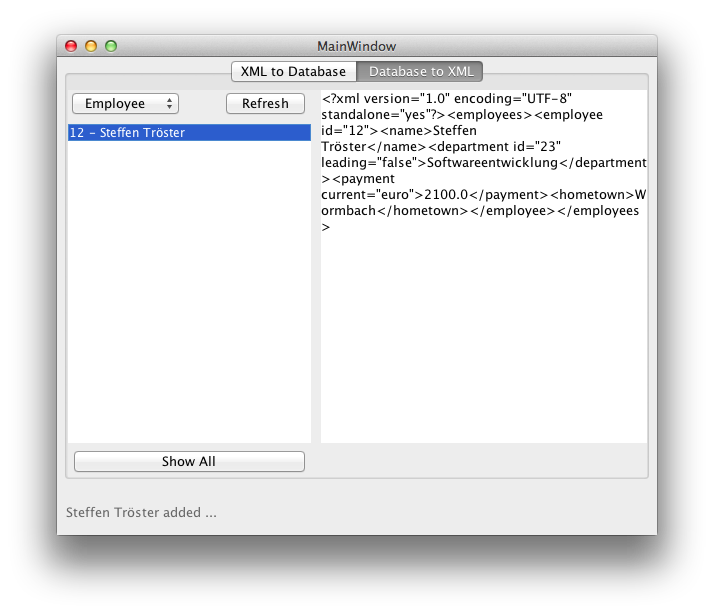 MainWindow
XML to Database
Database to XML
Employee
Refresh
12 – Steffen Tröster
<?xml version="1.0" encoding="UTF-8"
standalone="yes"?><employees><employee
id="12"><name>Steffen
Tröster</name><department id="23"
leading="false">Softwareentwicklung</department
><payment
current="euro">2100.0</payment><hometown>W
ormbach</hometown></employee></employees
>
Show All
Steffen Tröster added ...